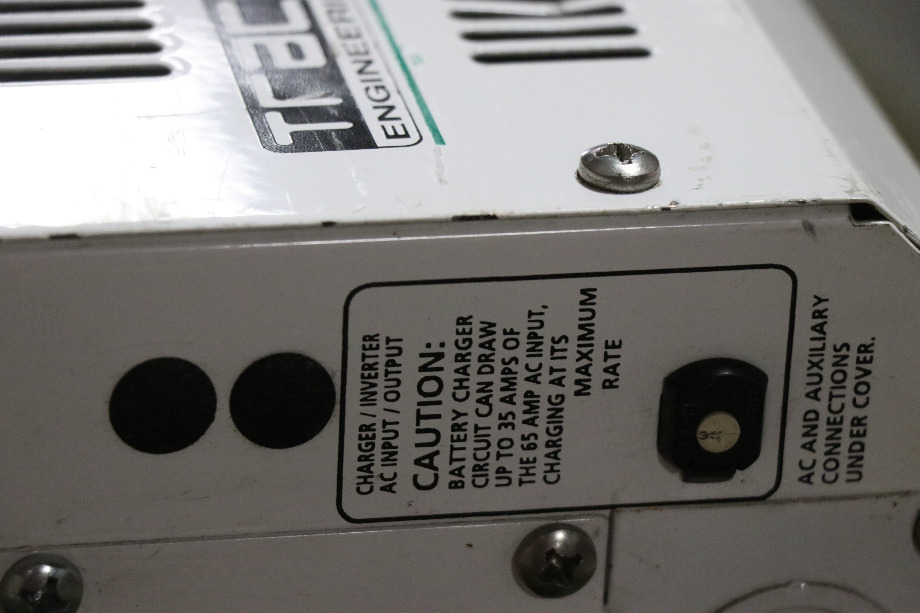 Trac
ENGINEERI
CHARGER / INVERTER
AC INPUT / OUTPUT
CAUTION:
BATTERY CHARGER
CIRCUIT CAN DRAW
UP TO 35 AMPS OF
THE 65 AMP AC INPUT,
CHARGING AT ITS
MAXIMUM
RATE
AC AND AUXILIARY
CONNECTIONS
UNDER COVER.